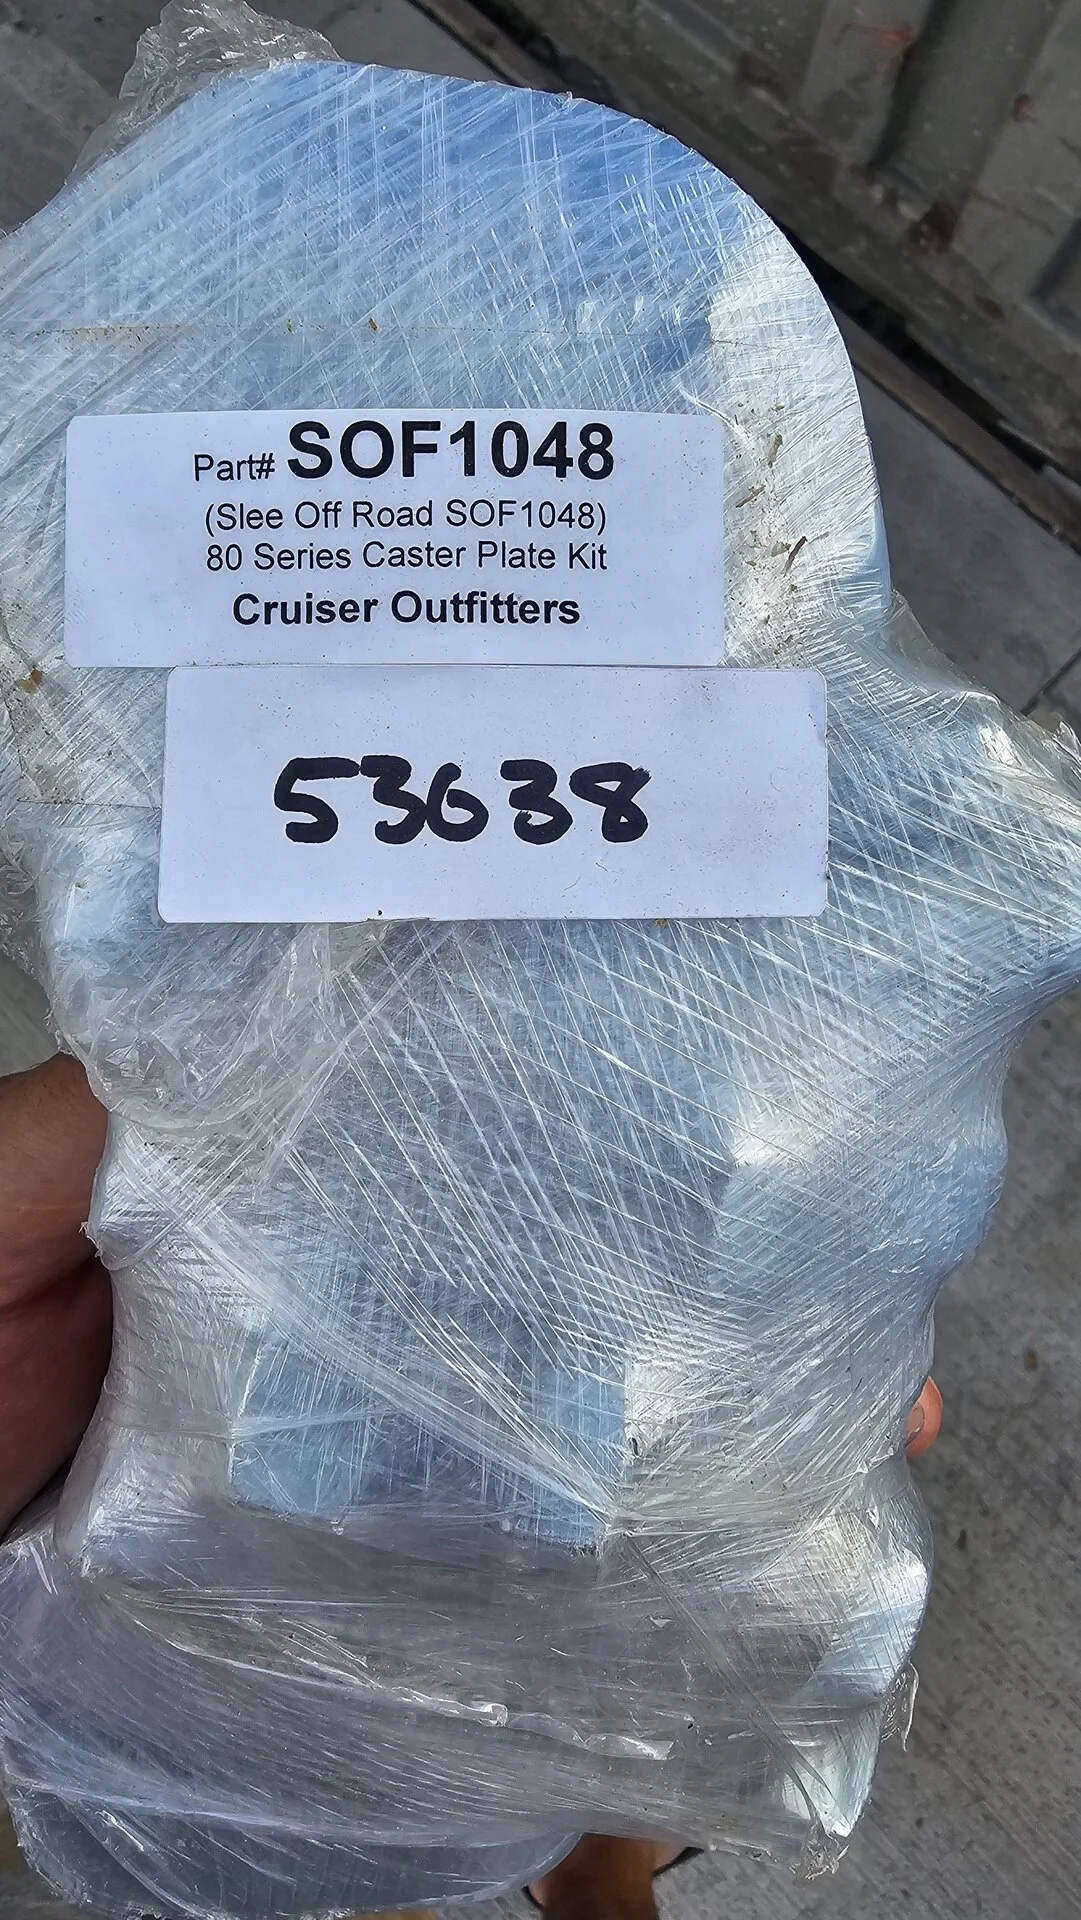 Part# SOF1048
(Slee Off Road SOF1048)
80 Series Caster Plate Kit
Cruiser Outfitters
53638